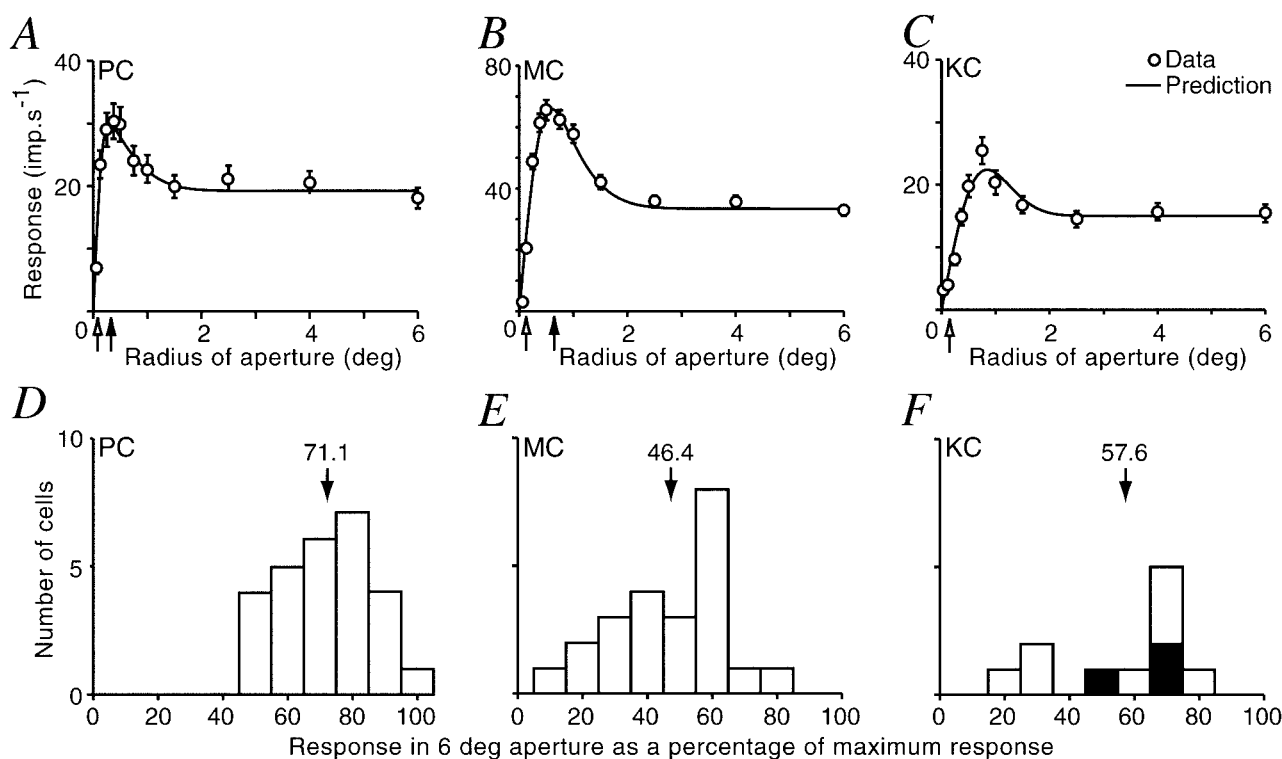 A B C
PC MC KC
Data
Prediction
Response (imp.s-1)
40 80 40
20 40 20
0 2 4 6 0 2 4 6 0 2 4 6
Radius of aperture (deg) Radius of aperture (deg) Radius of aperture (deg)
D E F
PC MC KC
71.1 46.4 57.6
Number of cells
10
5
0
0 20 40 60 80 100 0 20 40 60 80 100 0 20 40 60 80 100
Response in 6 deg aperture as a percentage of maximum response